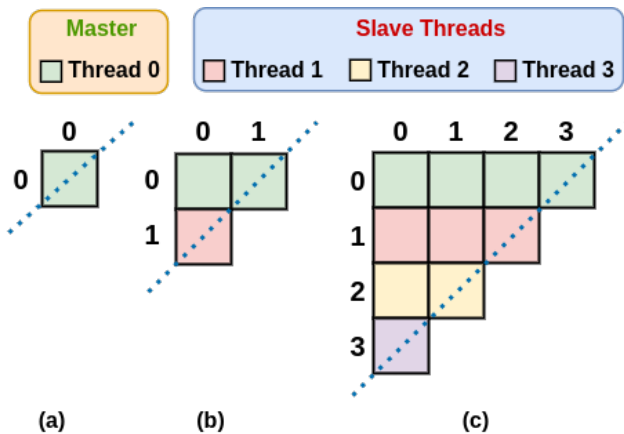 Master
Thread 0
Slave Threads
Thread 1 Thread 2 Thread 3
0
0
(a)
0 1
0
1
(b)
0 1 2 3
0
1
2
3
(c)